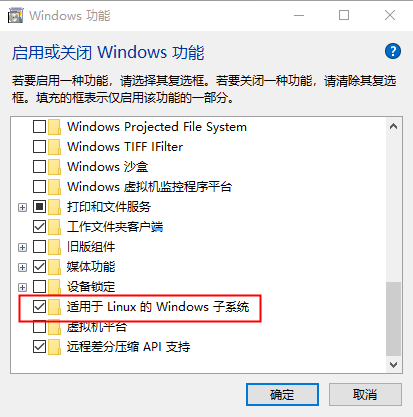 Windows 功能
启用或关闭 Windows 功能
若要启用一种功能，请选择其复选框。若要关闭一种功能，请清除其复选
框。填充的框表示仅启用该功能的一部分。
Windows Projected File System
Windows TIFF IFilter
Windows 沙盒
Windows 虚拟机监控程序平台
打印和文件服务
工作文件夹客户端
旧版组件
媒体功能
设备锁定
适用于 Linux 的 Windows 子系统
虚拟机平台
远程差分压缩 API 支持
确定
取消